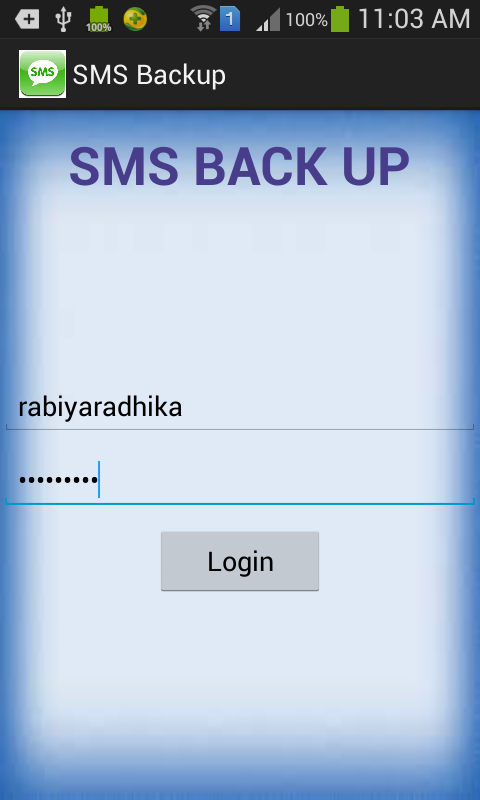 100% 1 100% 11:03 AM
SMS SMS Backup
SMS BACK UP
rabiyaradhika
•••••••••
Login